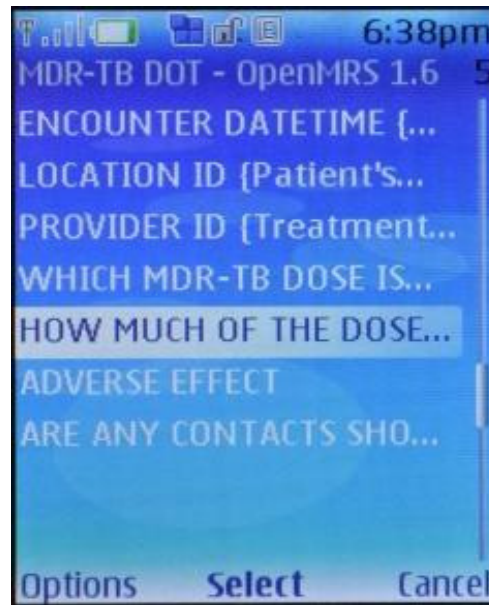 6:38pm
MDR-TB DOT - OpenMRS 1.6 5
ENCOUNTER DATETIME {...
LOCATION ID {Patient's...
PROVIDER ID {Treatment...
WHICH MDR-TB DOSE IS...
HOW MUCH OF THE DOSE...
ADVERSE EFFECT
ARE ANY CONTACTS SHO...
Options Select Cancel